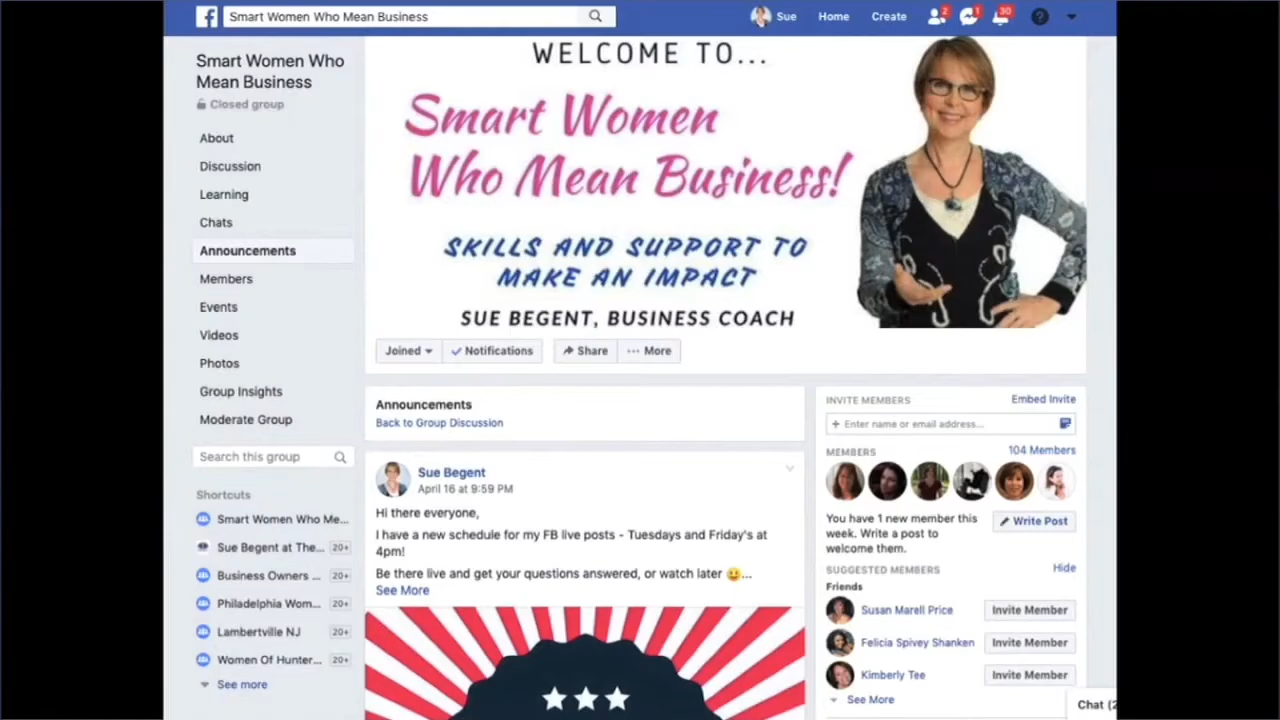 Smart Women Who Mean Business
Sue
Home
Create
2
1
30
?
Smart Women Who
Mean Business
Closed group
About
Discussion
Learning
Chats
Announcements
Members
Events
Videos
Photos
Group Insights
Moderate Group
Search this group
Shortcuts
Smart Women Who Me...
Sue Begent at The... 20+
Business Owners ... 20+
Philadelphia Wom... 20+
Lambertville NJ 20+
Women Of Hunter... 20+
See more
WELCOME TO...
Smart Women
Who Mean Business!
SKILLS AND SUPPORT TO
MAKE AN IMPACT
SUE BEGENT, BUSINESS COACH
Joined
Notifications
Share
... More
Announcements
Back to Group Discussion
Sue Begent
April 16 at 9:59 PM
Hi there everyone,
I have a new schedule for my FB live posts - Tuesdays and Friday's at
4pm!
Be there live and get your questions answered, or watch later 😃...
See More
INVITE MEMBERS
Embed Invite
+ Enter name or email address...
MEMBERS
104 Members
You have 1 new member this
week. Write a post to
welcome them.
Write Post
SUGGESTED MEMBERS
Hide
Friends
Susan Marell Price
Invite Member
Felicia Spivey Shanken
Invite Member
Kimberly Tee
Invite Member
See More
Chat (2